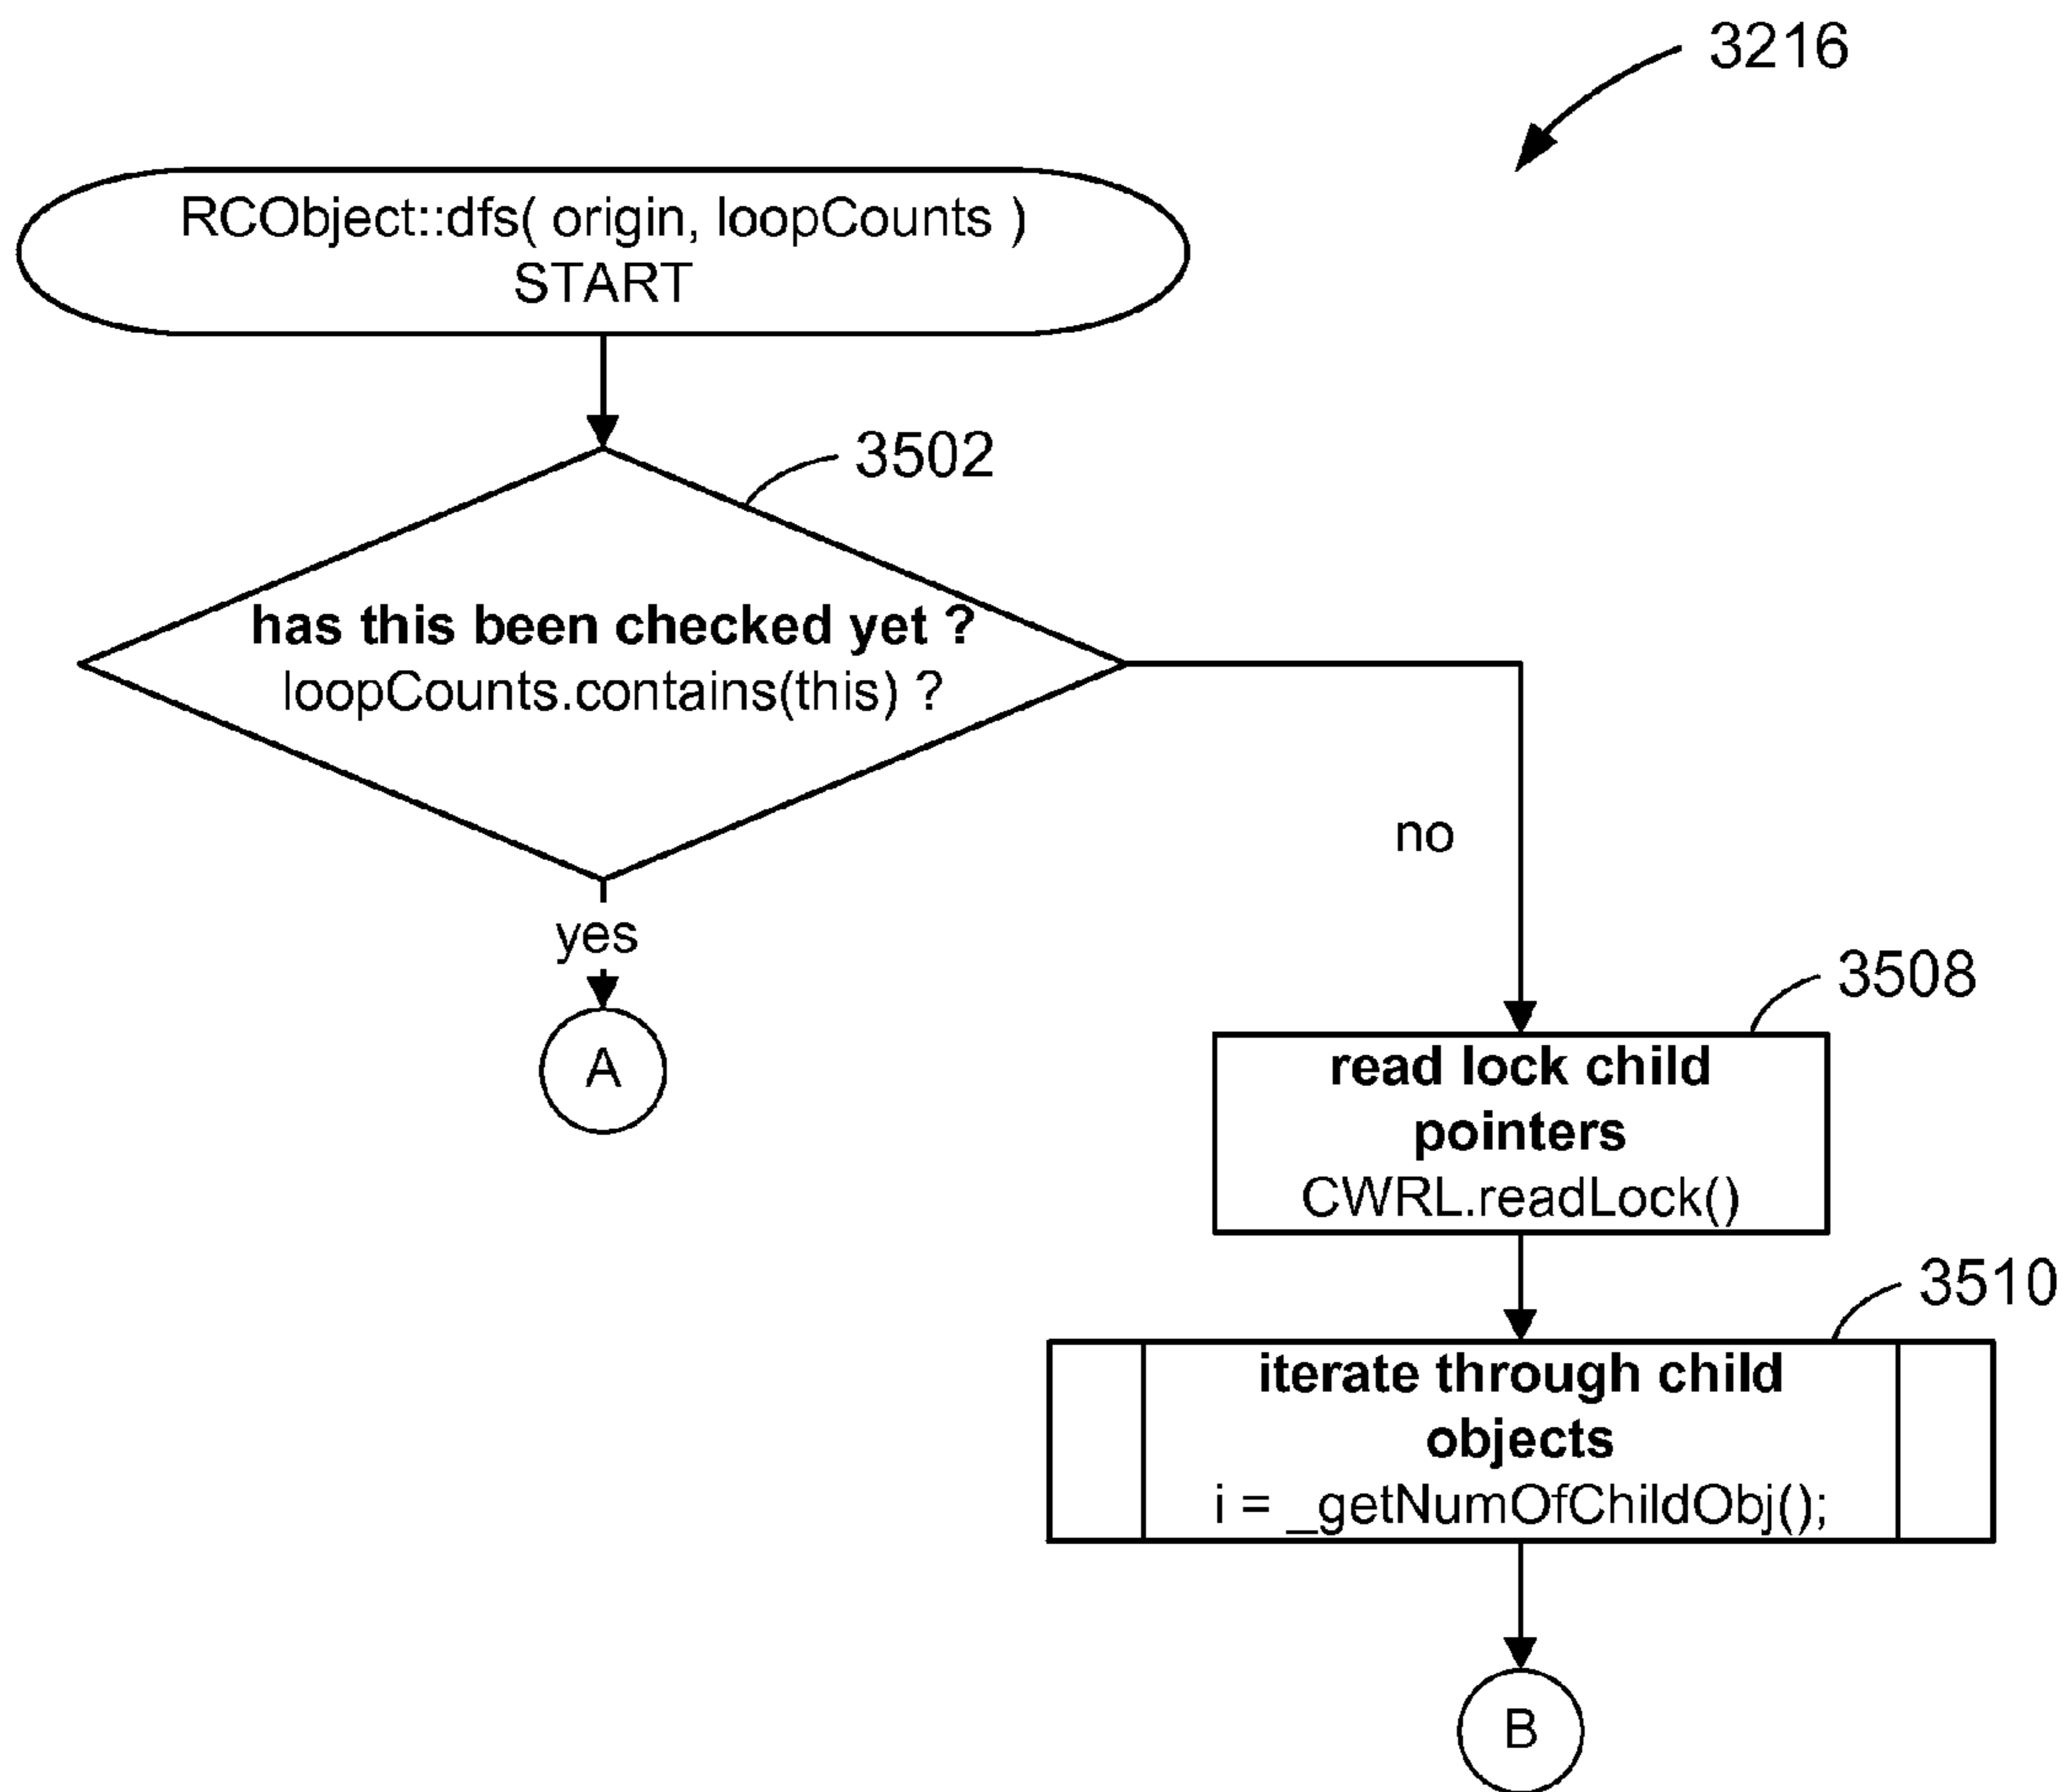 3216
RCObject::dfs( origin, loopCounts )
START
3502
has this been checked yet ?
loopCounts.contains(this) ?
no
yes
A
3508
read lock child
pointers
CWRL.readLock()
3510
iterate through child
objects
i = _getNumOfChildObj();
B